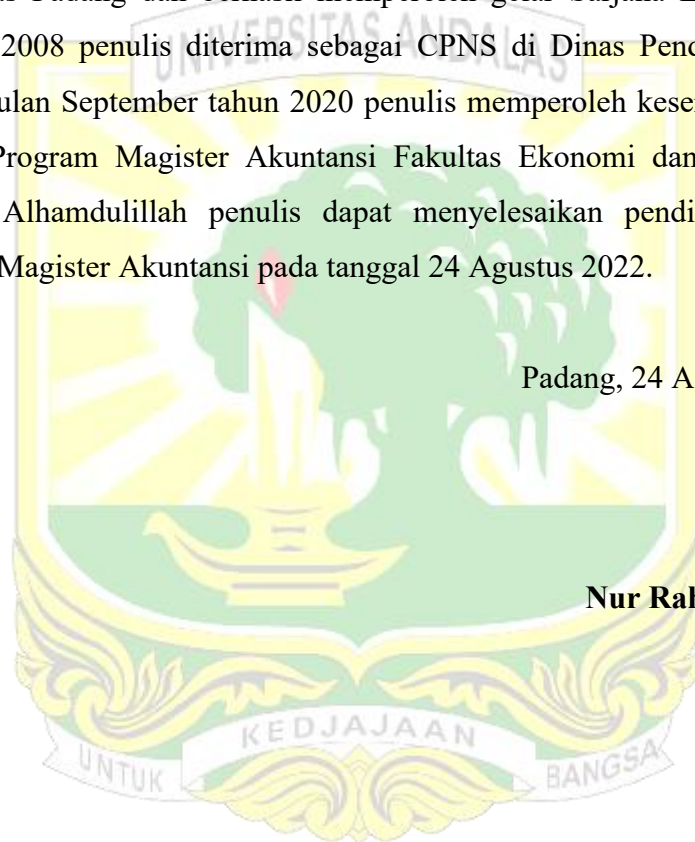 Padang dan berhasil memperoleh gelar Sarjana
2008 penulis diterima sebagai CPNS di Dinas Pend
ulan September tahun 2020 penulis memperoleh kese
Program Magister Akuntansi Fakultas Ekonomi dan
Alhamdulillah penulis dapat menyelesaikan pendi
Magister Akuntansi pada tanggal 24 Agustus 2022.
Padang, 24 A
Nur Rah
UNIVERSITAS ANDALAS
KEDJAJAAN
UNTUK
BANGSA